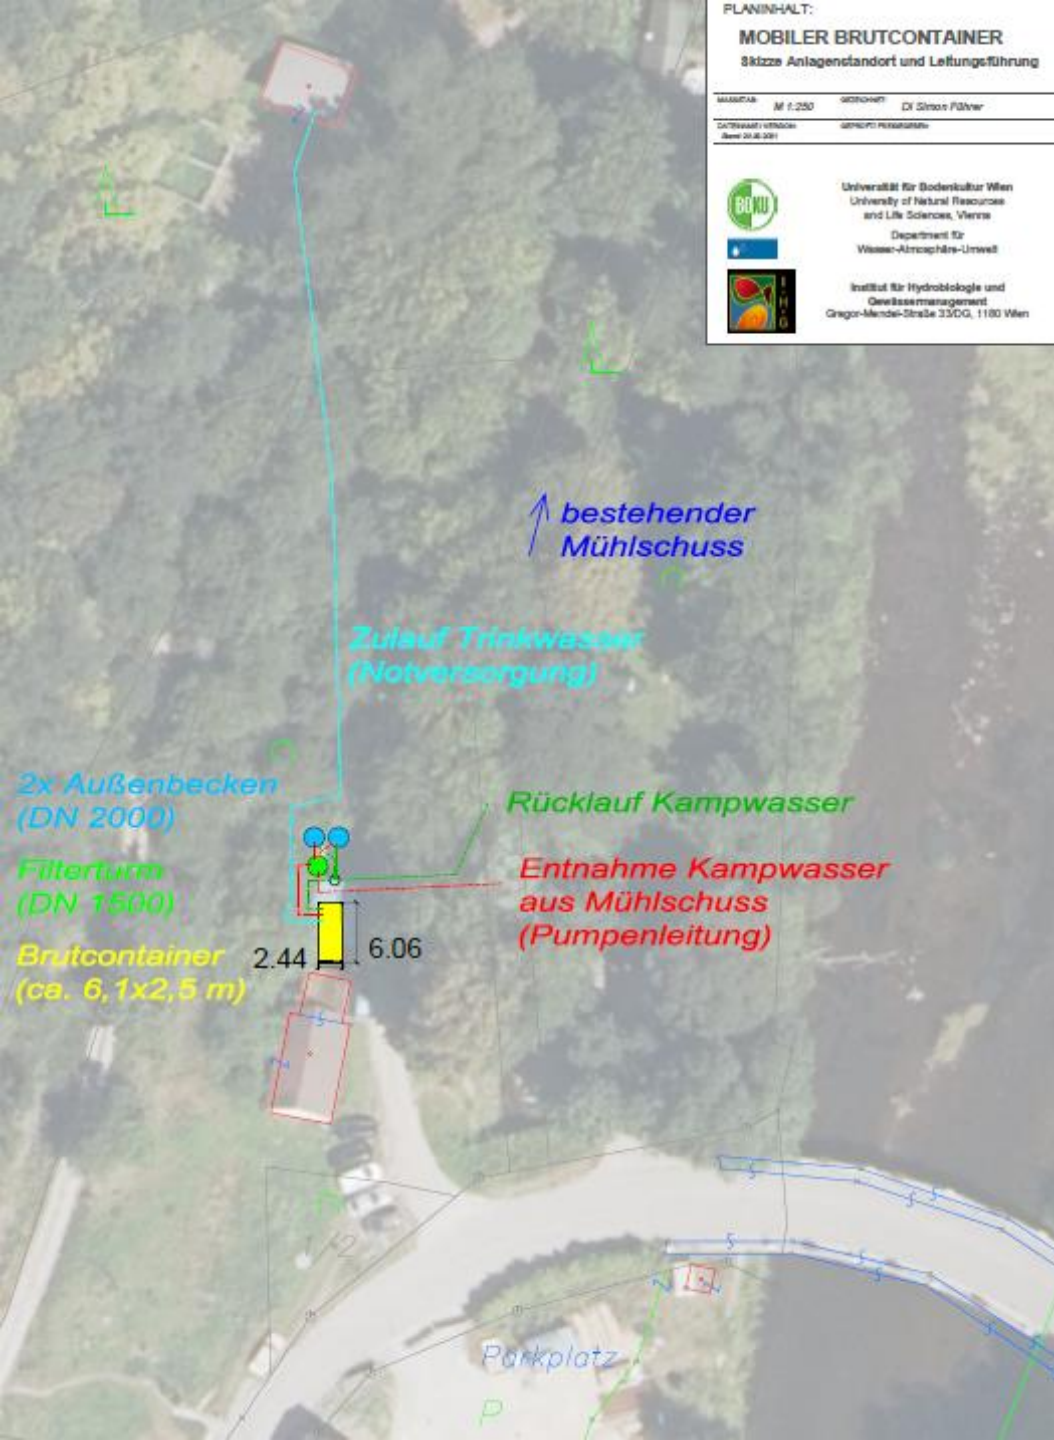 PLANINHALT:
MOBILER BRUTCONTAINER
Skizze Anlagenstandort und Leitungsführung
MASSSTAB: M 1:250 GEZEICHNET: DI Simon Führer
BOKU
Universität für Bodenkultur Wien
University of Natural Resources
and Life Sciences, Vienna
Department für
Wasser-Atmosphäre-Umwelt
I·H·G
Institut für Hydrobiologie und
Gewässermanagement
Gregor-Mendel-Straße 33/DG, 1180 Wien
bestehender
Mühlschuss
Zulauf Trinkwasser
(Notversorgung)
2x Außenbecken
(DN 2000)
Rücklauf Kampwasser
Filterturm
(DN 1500)
Entnahme Kampwasser
aus Mühlschuss
(Pumpenleitung)
Brutcontainer
(ca. 6,1x2,5 m)
2.44
6.06
Parkplatz
P